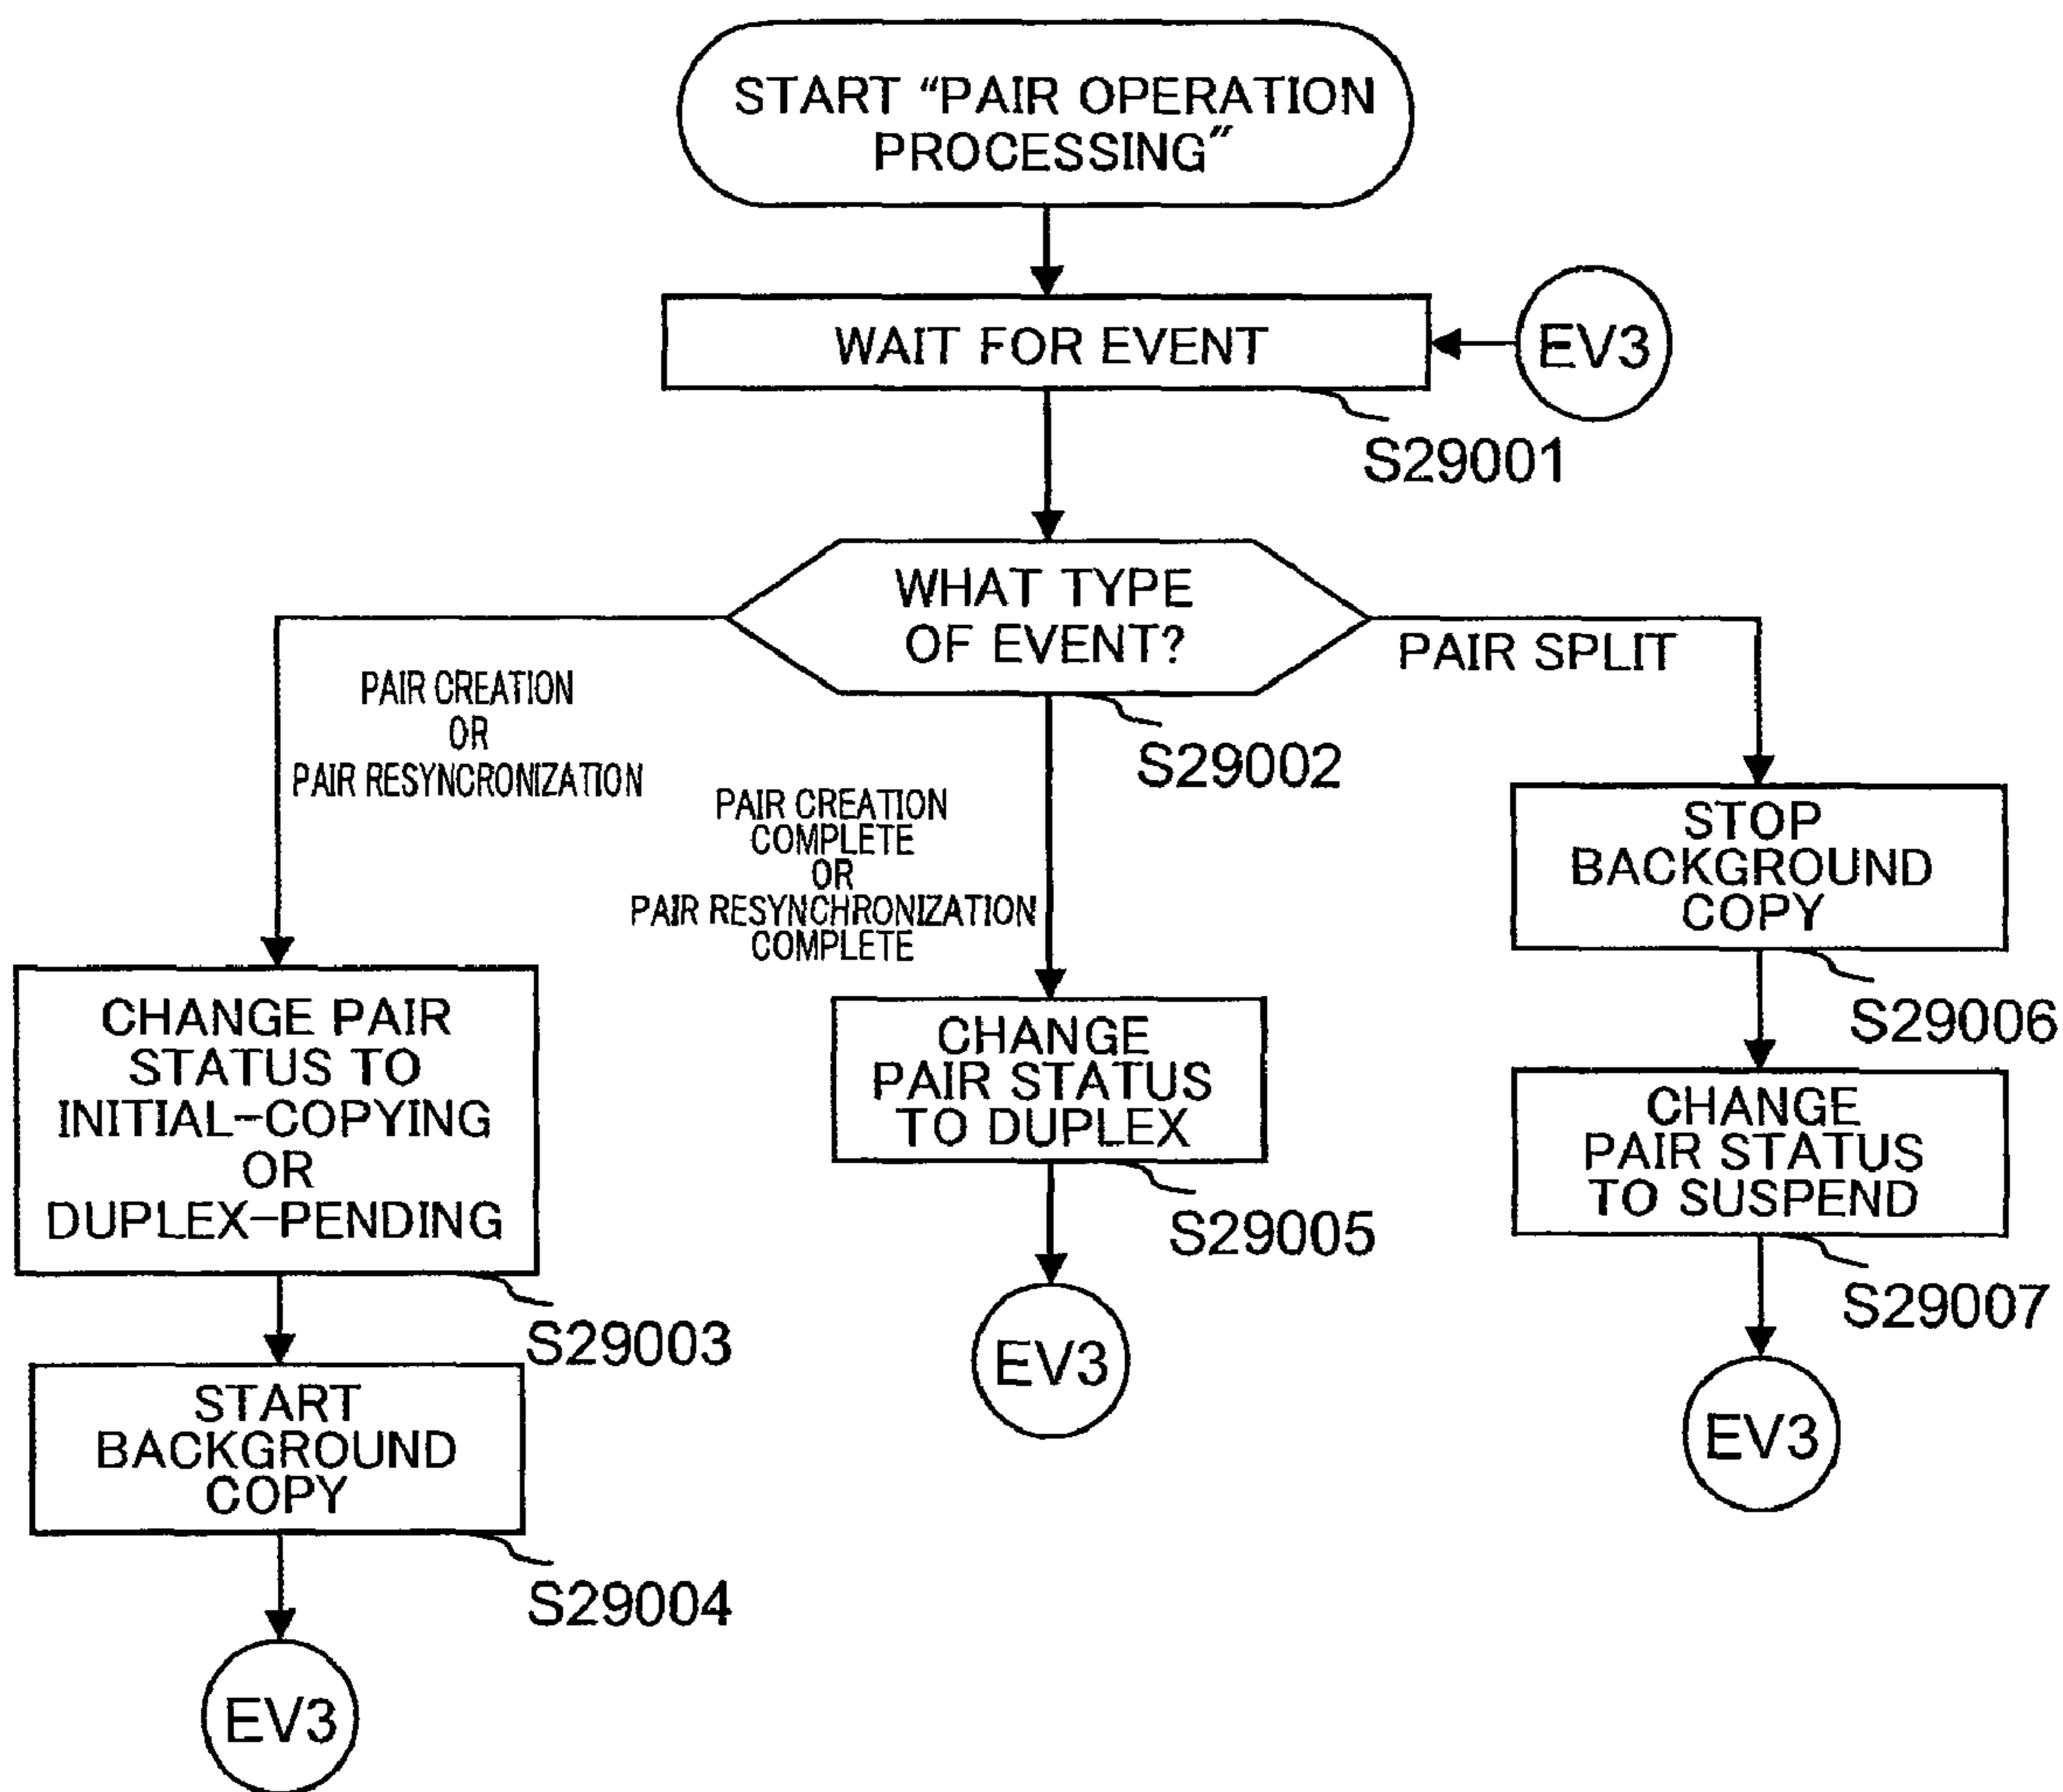 START “PAIR OPERATION
PROCESSING”
WAIT FOR EVENT
EV3
S29001
WHAT TYPE
OF EVENT?
S29002
PAIR CREATION
OR
PAIR RESYNCRONIZATION
CHANGE PAIR
STATUS TO
INITIAL-COPYING
OR
DUPLEX-PENDING
S29003
START
BACKGROUND
COPY
S29004
EV3
PAIR CREATION
COMPLETE
OR
PAIR RESYNCHRONIZATION
COMPLETE
CHANGE
PAIR STATUS
TO DUPLEX
S29005
EV3
PAIR SPLIT
STOP
BACKGROUND
COPY
S29006
CHANGE
PAIR STATUS
TO SUSPEND
S29007
EV3